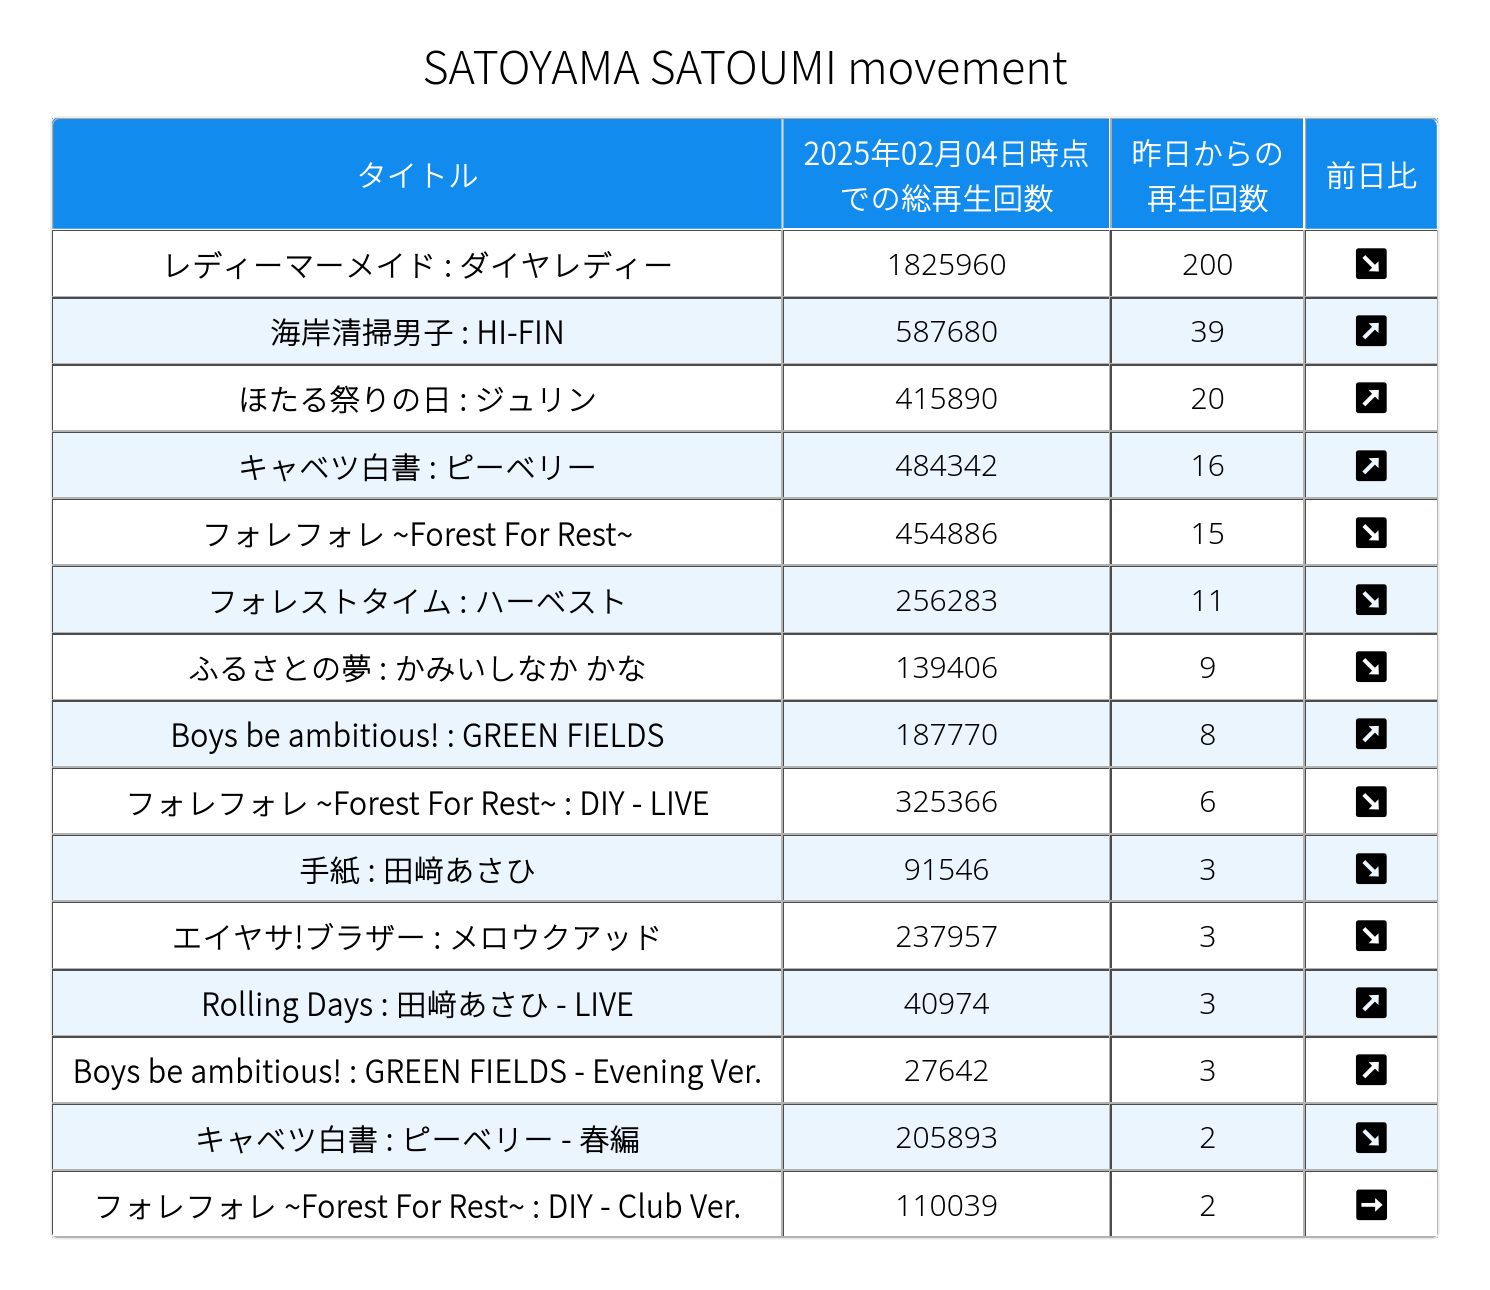 SATOYAMA SATOUMI movement
タイトル 2025年02月04日時点での総再生回数 昨日からの再生回数 前日比
レディーマーメイド : ダイヤレディー 1825960 200 ↘
海岸清掃男子 : HI-FIN 587680 39 ↗
ほたる祭りの日 : ジュリン 415890 20 ↗
キャベツ白書 : ピーベリー 484342 16 ↗
フォレフォレ ~Forest For Rest~ 454886 15 ↘
フォレストタイム : ハーベスト 256283 11 ↘
ふるさとの夢 : かみいしなか かな 139406 9 ↘
Boys be ambitious! : GREEN FIELDS 187770 8 ↗
フォレフォレ ~Forest For Rest~ : DIY - LIVE 325366 6 ↘
手紙 : 田﨑あさひ 91546 3 ↘
エイヤサ!ブラザー : メロウクアッド 237957 3 ↘
Rolling Days : 田﨑あさひ - LIVE 40974 3 ↗
Boys be ambitious! : GREEN FIELDS - Evening Ver. 27642 3 ↗
キャベツ白書 : ピーベリー - 春編 205893 2 ↘
フォレフォレ ~Forest For Rest~ : DIY - Club Ver. 110039 2 →